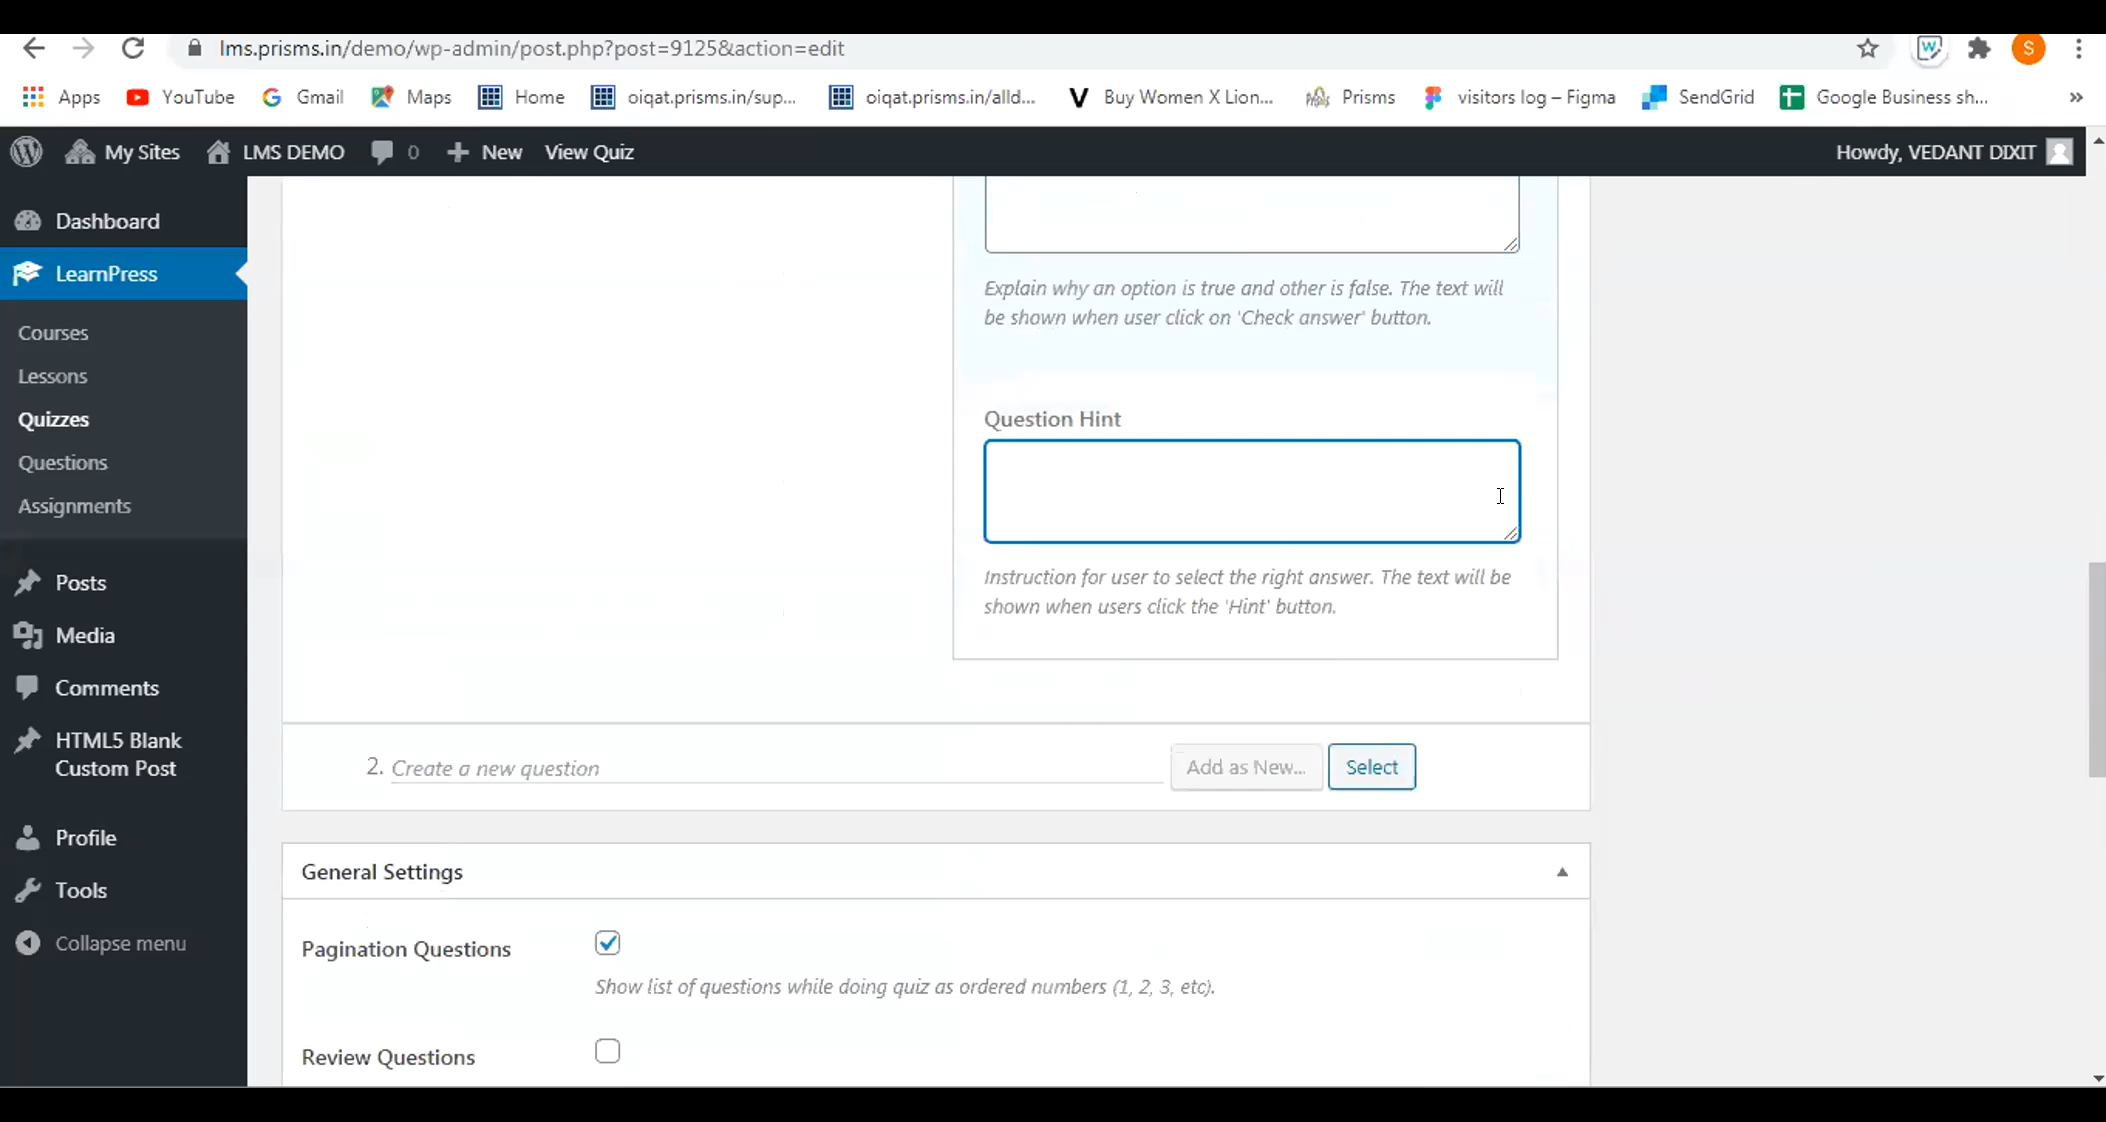 lms.prisms.in/demo/wp-admin/post.php?post=9125&action=edit
S
Apps YouTube Gmail Maps Home oiqat.prisms.in/sup... oiqat.prisms.in/alld... Buy Women X Lion... Prisms visitors log – Figma SendGrid Google Business sh... »
My Sites LMS DEMO 0 + New View Quiz Howdy, VEDANT DIXIT
Dashboard
LearnPress
Courses
Lessons
Quizzes
Questions
Assignments
Posts
Media
Comments
HTML5 Blank
Custom Post
Profile
Tools
Collapse menu
Explain why an option is true and other is false. The text will
be shown when user click on 'Check answer' button.
Question Hint
Instruction for user to select the right answer. The text will be
shown when users click the 'Hint' button.
2. Create a new question Add as New... Select
General Settings
Pagination Questions
Show list of questions while doing quiz as ordered numbers (1, 2, 3, etc).
Review Questions